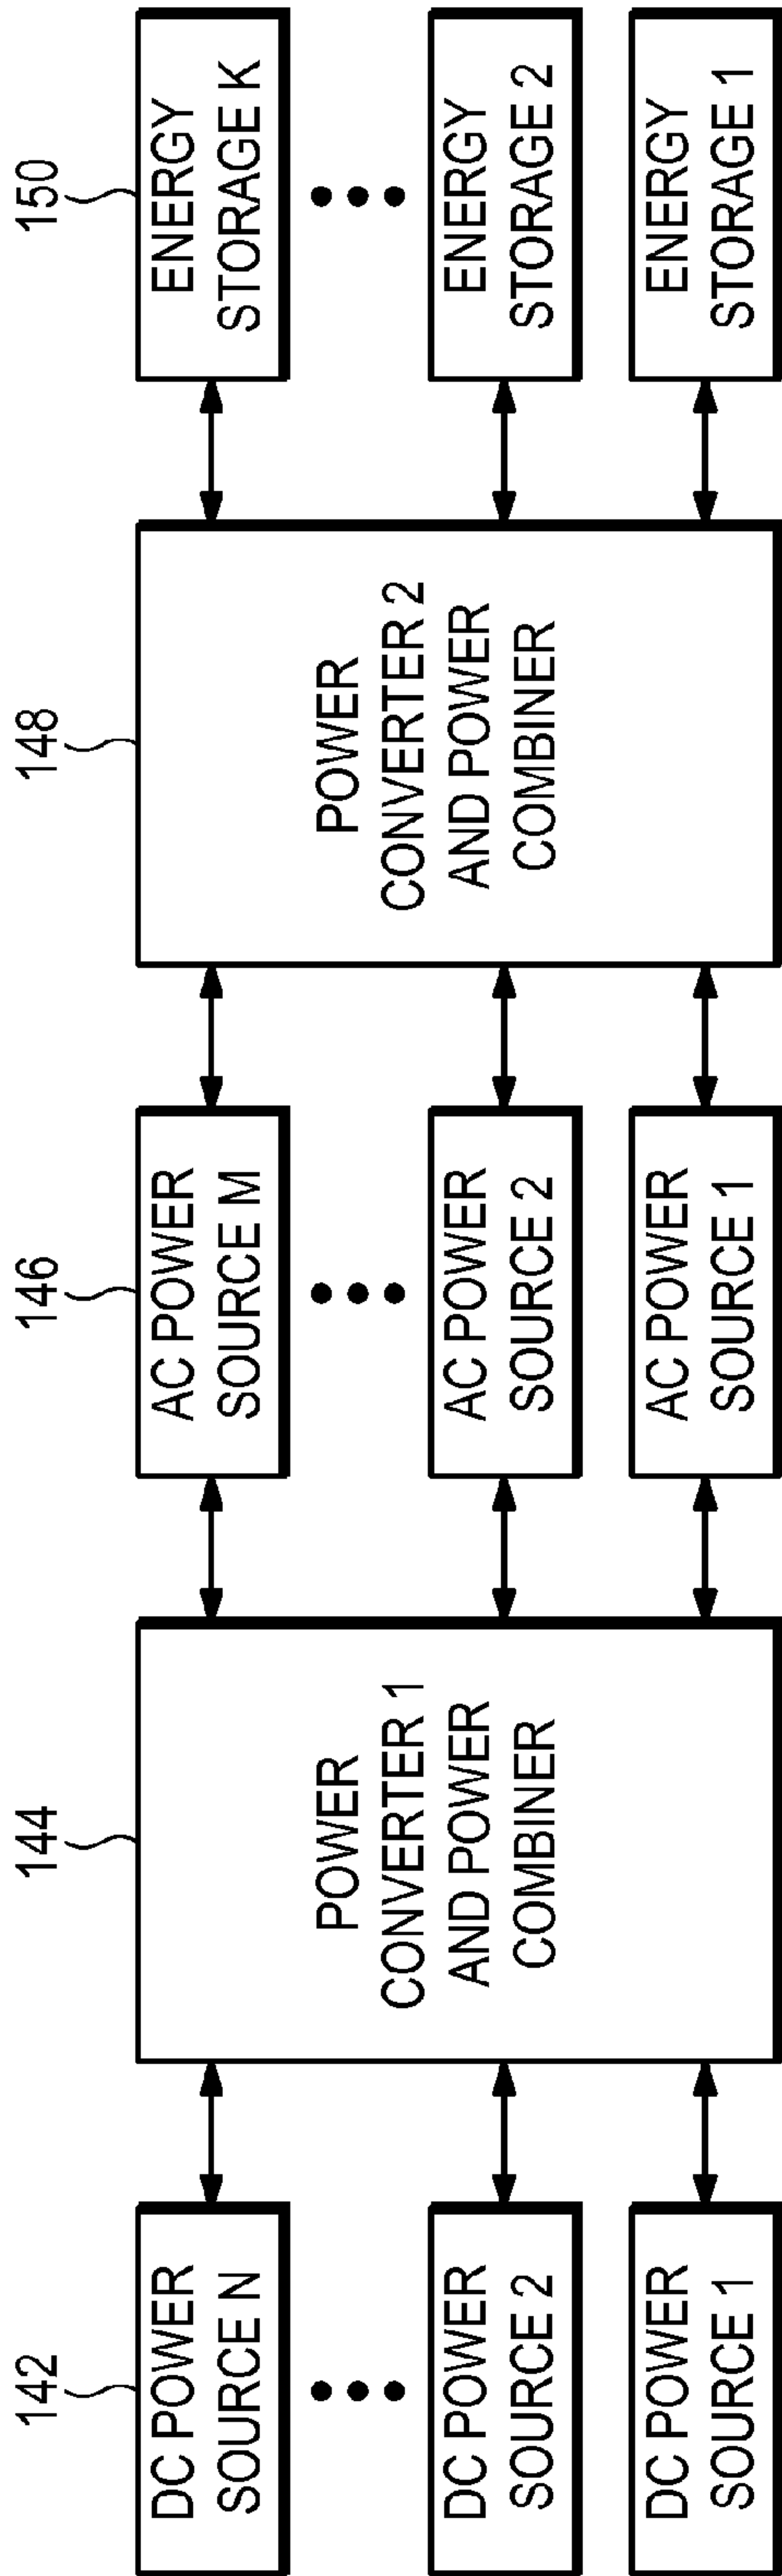 142
144
146
148
150
DC POWER
SOURCE N
DC POWER
SOURCE 2
DC POWER
SOURCE 1
POWER
CONVERTER 1
AND POWER
COMBINER
AC POWER
SOURCE M
AC POWER
SOURCE 2
AC POWER
SOURCE 1
POWER
CONVERTER 2
AND POWER
COMBINER
ENERGY
STORAGE K
ENERGY
STORAGE 2
ENERGY
STORAGE 1